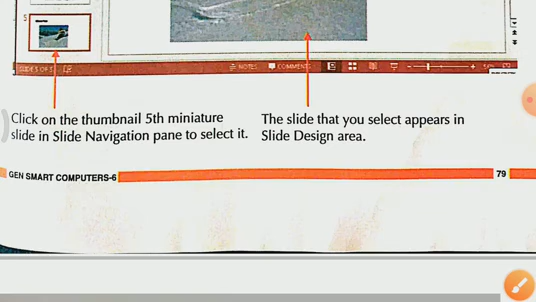 5
SLIDE 5 OF
NOTES
COMMENTS
Click on the thumbnail 5th miniature
slide in Slide Navigation pane to select it.
The slide that you select appears in
Slide Design area.
GEN SMART COMPUTERS-6
79